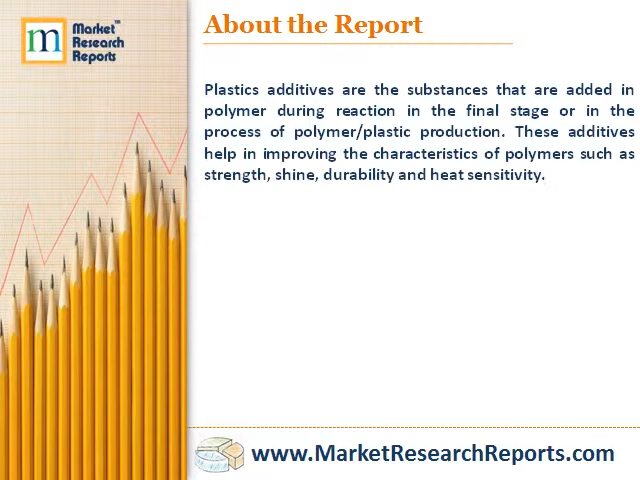 Market™
Research
Reports
m
About the Report
Plastics additives are the substances that are added in
polymer during reaction in the final stage or in the
process of polymer/plastic production. These additives
help in improving the characteristics of polymers such as
strength, shine, durability and heat sensitivity.
www.MarketResearchReports.com